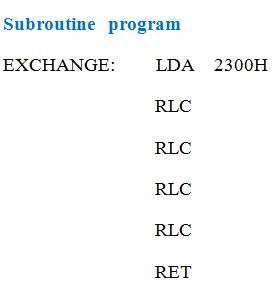 Subroutine program
EXCHANGE: LDA 2300H
RLC
RLC
RLC
RLC
RET